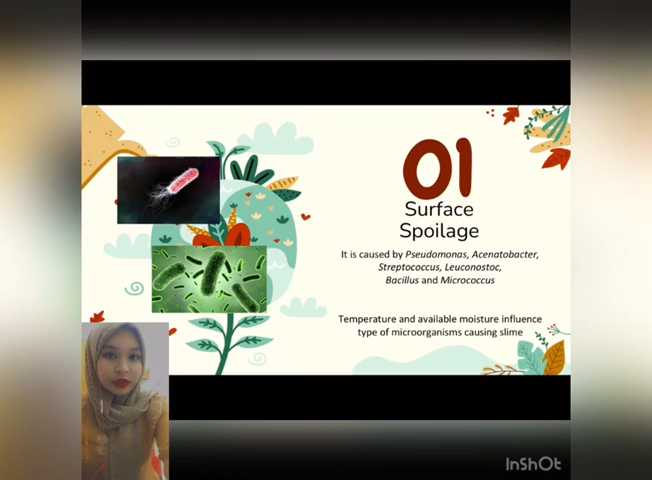 01
Surface
Spoilage
It is caused by Pseudomonas, Acenatobacter,
Streptococcus, Leuconostoc,
Bacillus and Micrococcus
Temperature and available moisture influence
type of microorganisms causing slime
InShOt